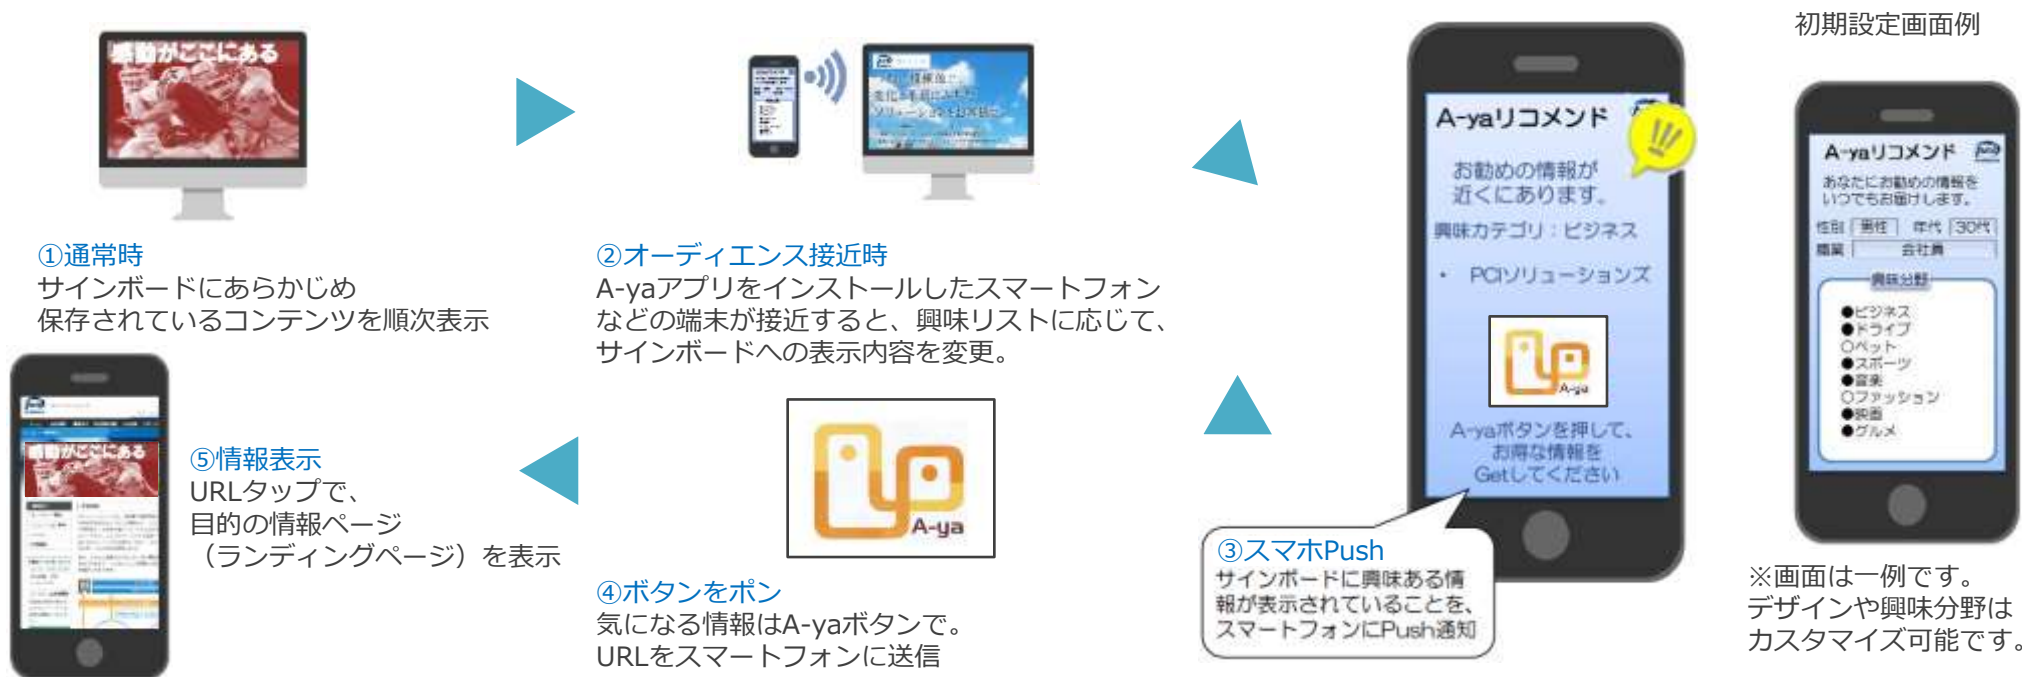 感動がここにある
①通常時
サインボードにあらかじめ
保存されているコンテンツを順次表示
②オーディエンス接近時
A-yaアプリをインストールしたスマートフォン
などの端末が接近すると、興味リストに応じて、
サインボードへの表示内容を変更。
A-yaリコメンド
お勧めの情報が
近くにあります。
興味カテゴリ：ビジネス
・ PCIソリューションズ
A-ya
A-yaボタンを押して、
お得な情報を
Getしてください
③スマホPush
サインボードに興味ある情
報が表示されていることを、
スマートフォンにPush通知
A-ya
④ボタンをポン
気になる情報はA-yaボタンで。
URLをスマートフォンに送信
感動がここにある
⑤情報表示
URLタップで、
目的の情報ページ
（ランディングページ）を表示
初期設定画面例
A-yaリコメンド
あなたにお勧めの情報を
いつでもお届けします。
性別 男性 年代 30代
職業 会社員
興味分野
●ビジネス
●ドライブ
○ペット
●スポーツ
●音楽
○ファッション
●映画
●グルメ
※画面は一例です。
デザインや興味分野は
カスタマイズ可能です。